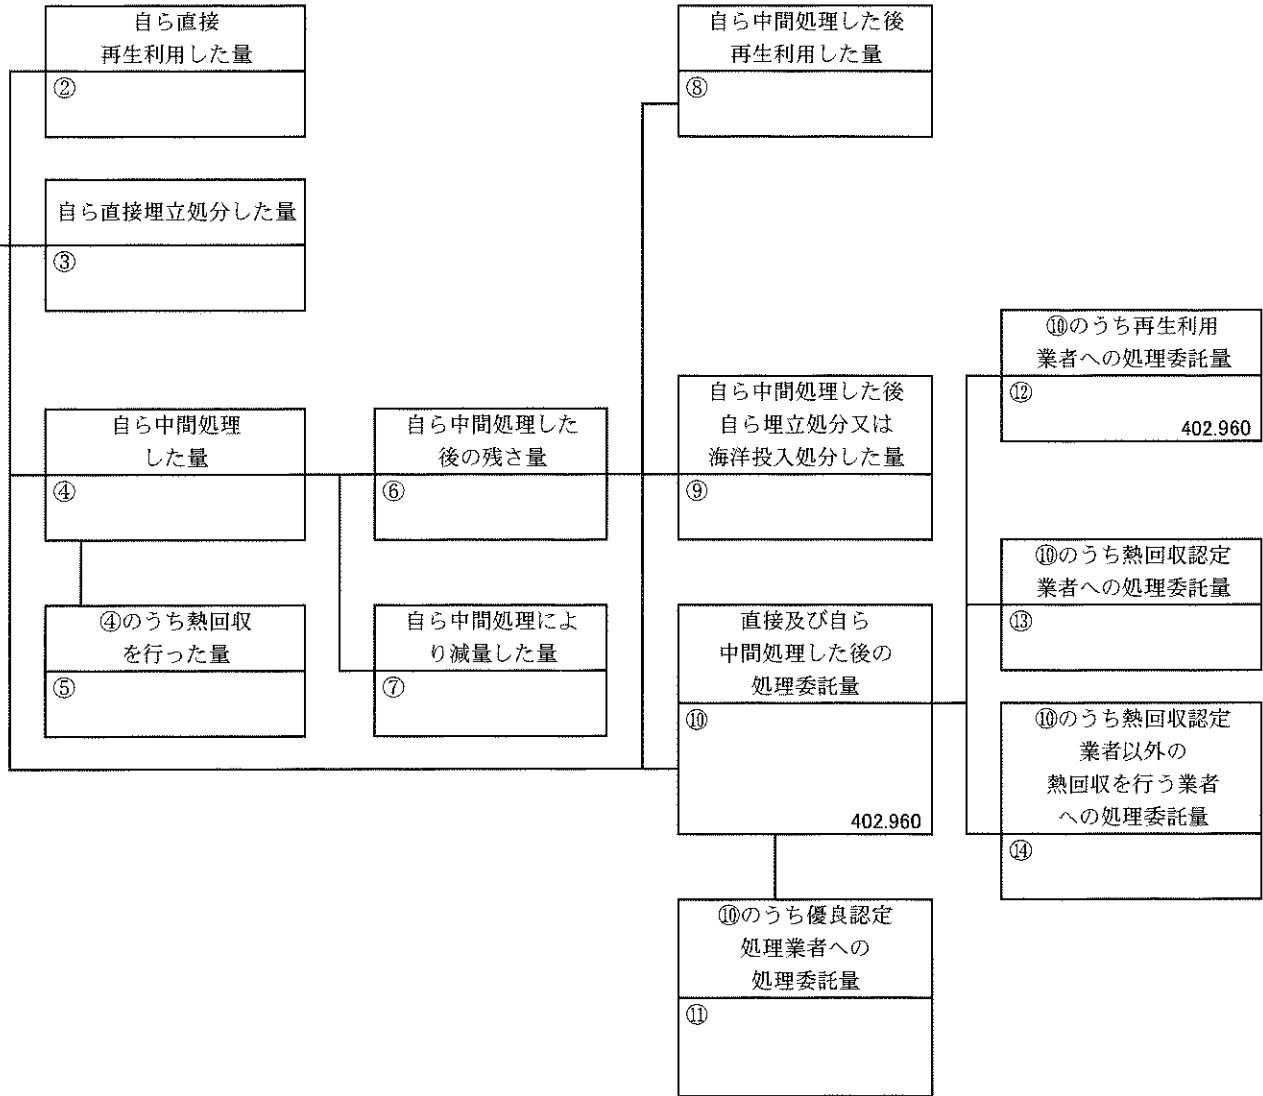 自ら直接
再生利用した量
②
自ら中間処理した後
再生利用した量
⑧
自ら直接埋立処分した量
③
⑩のうち再生利用
業者への処理委託量
⑫
402.960
自ら中間処理
した量
④
自ら中間処理した
後の残さ量
⑥
自ら中間処理した後
自ら埋立処分又は
海洋投入処分した量
⑨
⑩のうち熱回収認定
業者への処理委託量
⑬
④のうち熱回収
を行った量
⑤
自ら中間処理によ
り減量した量
⑦
直接及び自ら
中間処理した後の
処理委託量
⑩
402.960
⑩のうち熱回収認定
業者以外の
熱回収を行う業者
への処理委託量
⑭
⑩のうち優良認定
処理業者への
処理委託量
⑪